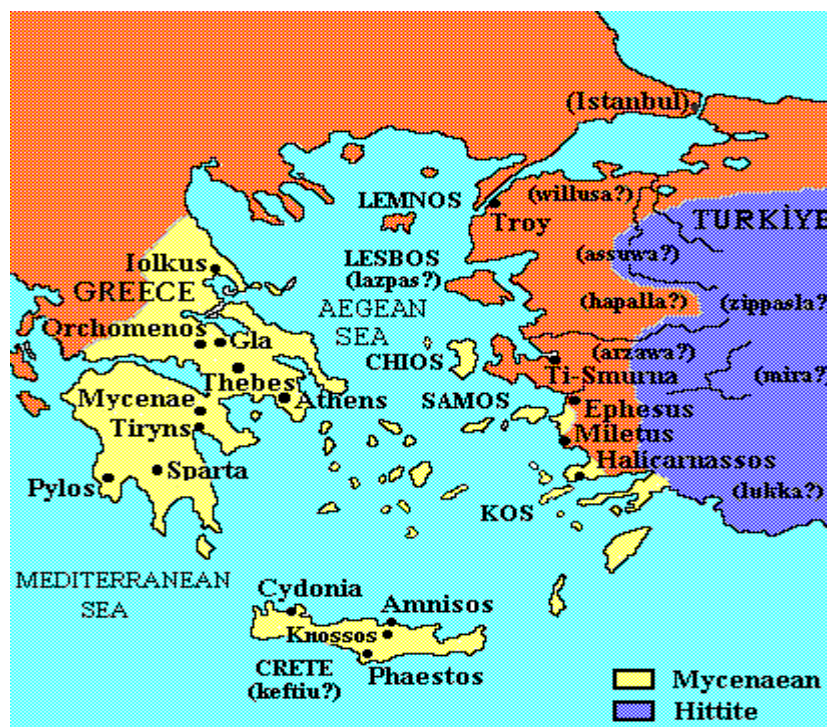 (Istanbul)
LEMNOS
(willusa?)
Troy
TURKİYE
LESBOS
(lazpas?)
(assuwa?)
Iolkus
GREECE
AEGEAN
SEA
(hapalla?)
(zippasla?
Orchomenos
Gla
CHIOS
(arzawa?)
Thebes
Ti-Smurna
(mira?)
Mycenae
Athens
SAMOS
Ephesus
Tiryns
Miletus
Sparta
Halicarnassos
Pylos
KOS
(lukka?)
MEDITERRANEAN
SEA
Cydonia
Amnisos
Knossos
CRETE
(keftiu?)
Phaestos
Mycenaean
Hittite